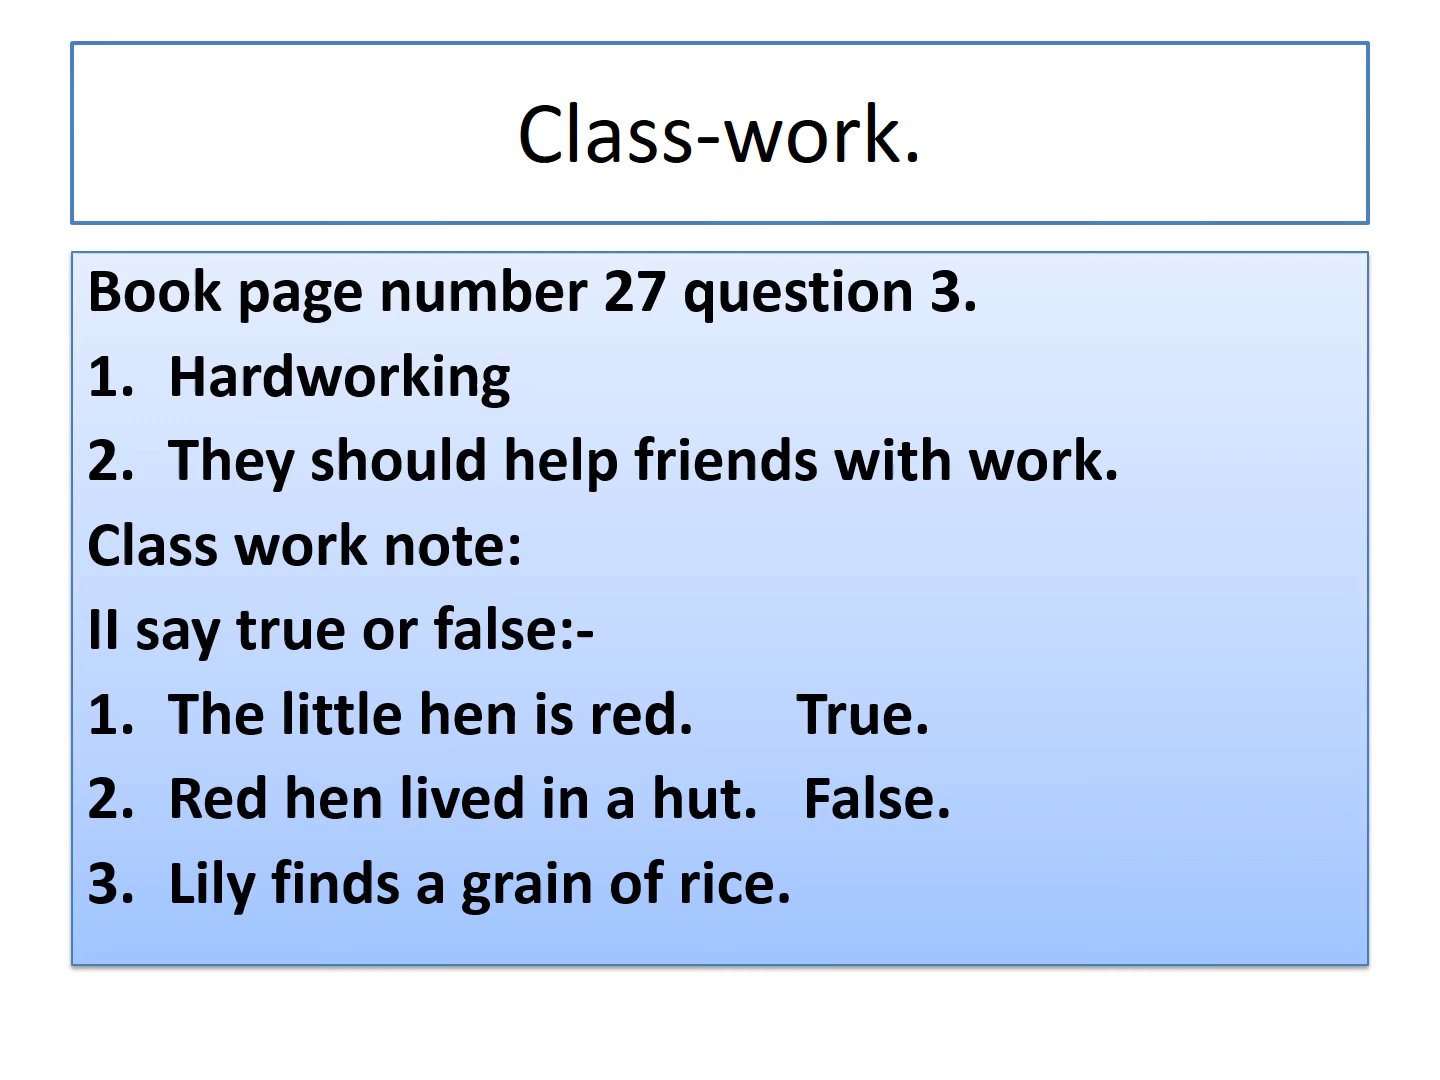 Class-work.
Book page number 27 question 3.
1. Hardworking
2. They should help friends with work.
Class work note:
II say true or false:-
1. The little hen is red. True.
2. Red hen lived in a hut. False.
3. Lily finds a grain of rice.